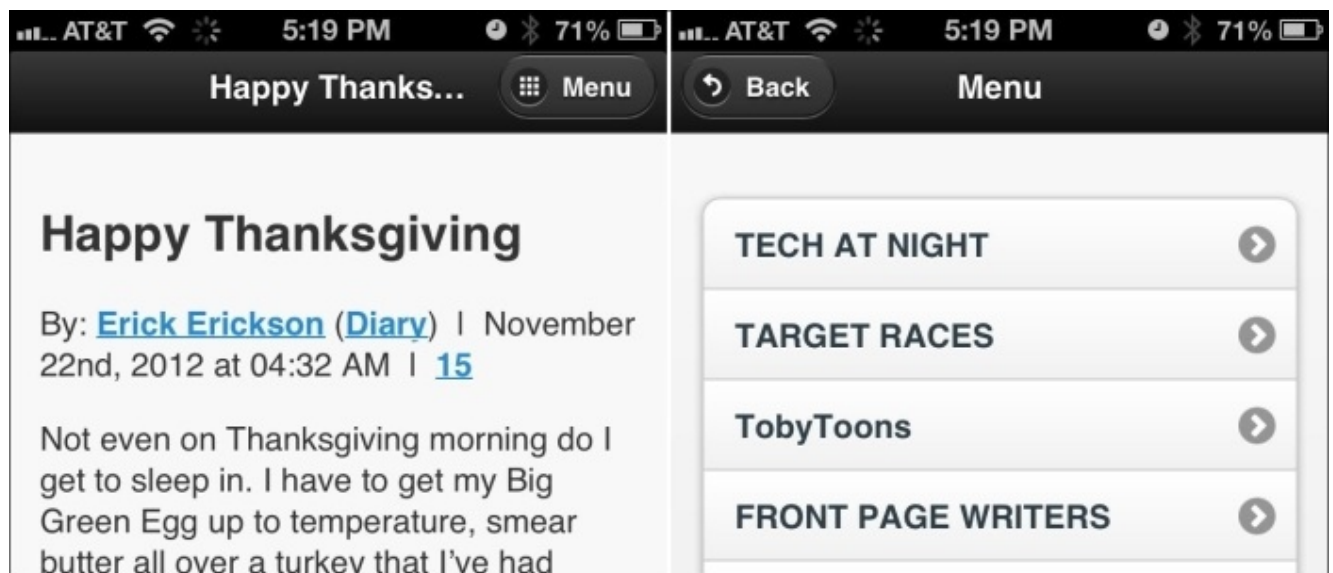 AT&T 5:19 PM 71%
Happy Thanks... Menu
Happy Thanksgiving
By: Erick Erickson (Diary) | November
22nd, 2012 at 04:32 AM | 15
Not even on Thanksgiving morning do I
get to sleep in. I have to get my Big
Green Egg up to temperature, smear
butter all over a turkey that I've had
AT&T 5:19 PM 71%
Back Menu
TECH AT NIGHT
TARGET RACES
TobyToons
FRONT PAGE WRITERS